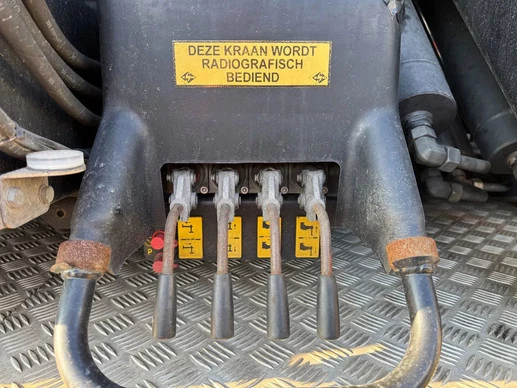 DEZE KRAAN WORDT
RADIOGRAFISCH
BEDIEND
P